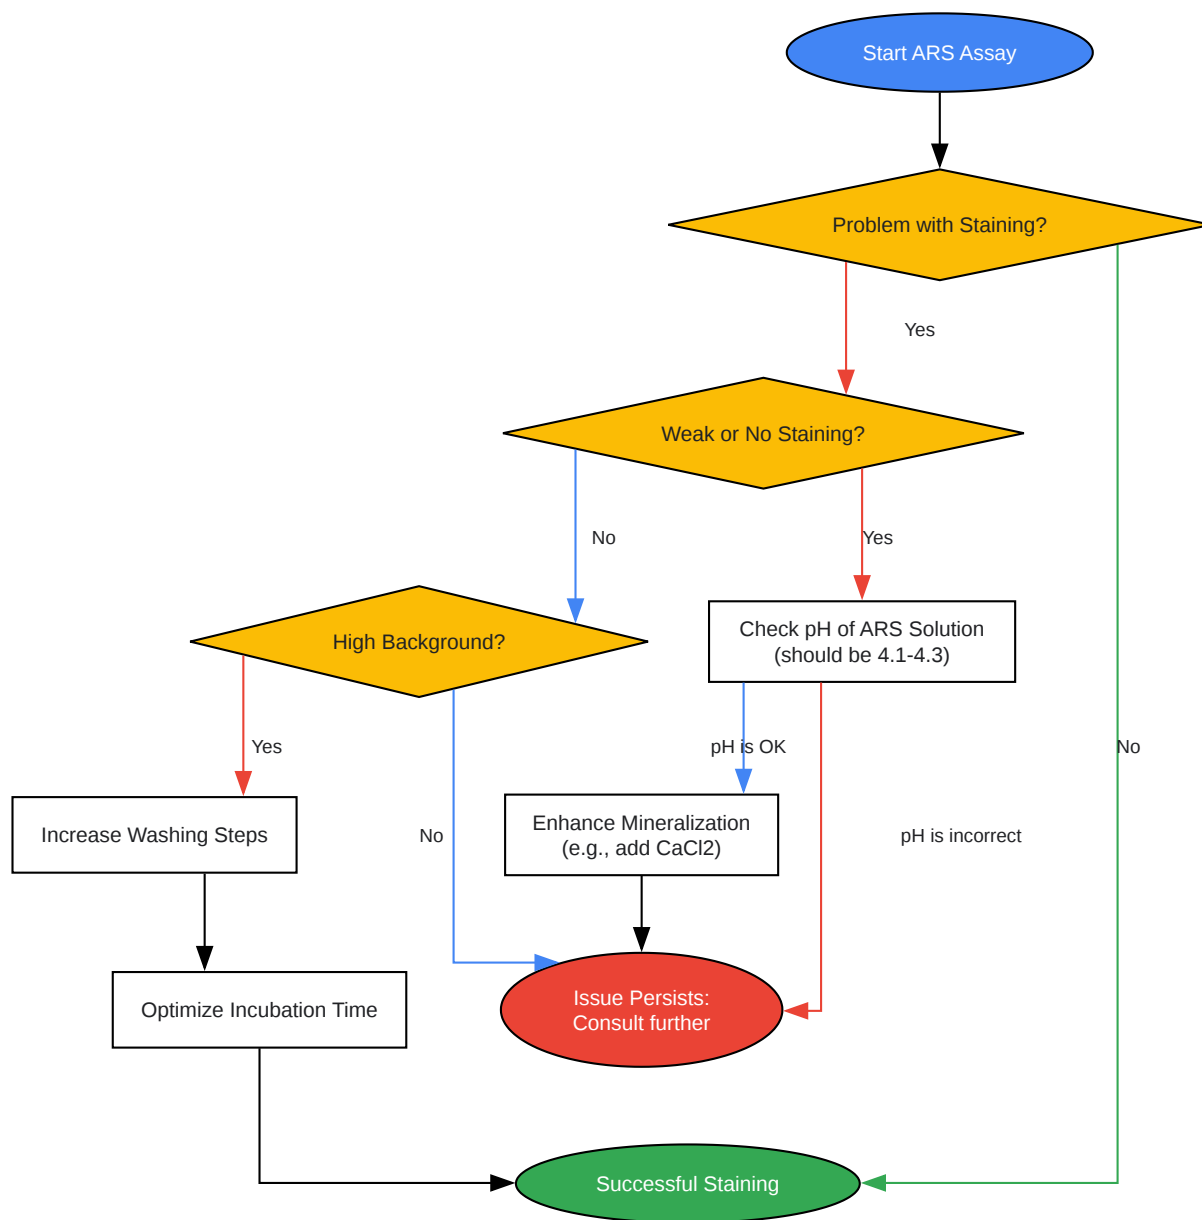 Start ARS Assay
Problem with Staining?
Yes
Weak or No Staining?
No
Yes
High Background?
Check pH of ARS Solution
(should be 4.1-4.3)
Yes
pH is OK
No
Increase Washing Steps
No
Enhance Mineralization
(e.g., add CaCl2)
pH is incorrect
Optimize Incubation Time
Issue Persists:
Consult further
Successful Staining